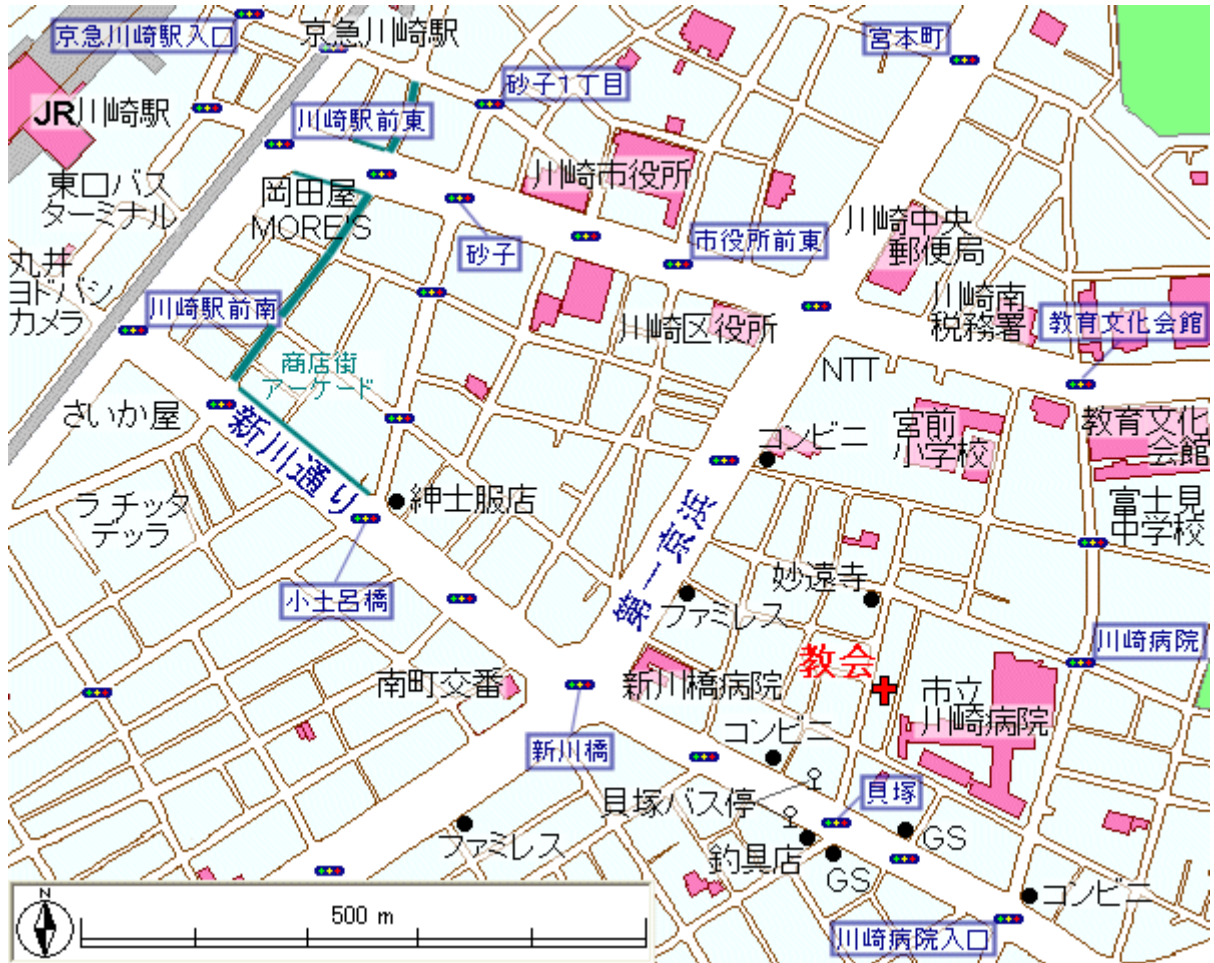 京急川崎駅入口
京急川崎駅
宮本町
JR川崎駅
砂子1丁目
川崎駅前東
川崎市役所
東口バス
ターミナル
岡田屋
MORE'S
砂子
市役所前東
川崎中央
郵便局
丸井
ヨドバシ
カメラ
川崎駅前南
川崎区役所
川崎南
税務署
教育文化会館
商店街
アーケード
NTT
さいか屋
新川通り
コンビニ
宮前
小学校
教育文化
会館
ラ チッタ
デッラ
紳士服店
第一京浜
富士見
中学校
小土呂橋
ファミレス
妙遠寺
川崎病院
教会
南町交番
新川橋病院
市立
川崎病院
新川橋
コンビニ
貝塚バス停
貝塚
ファミレス
釣具店
GS
GS
コンビニ
川崎病院入口
N
500 m